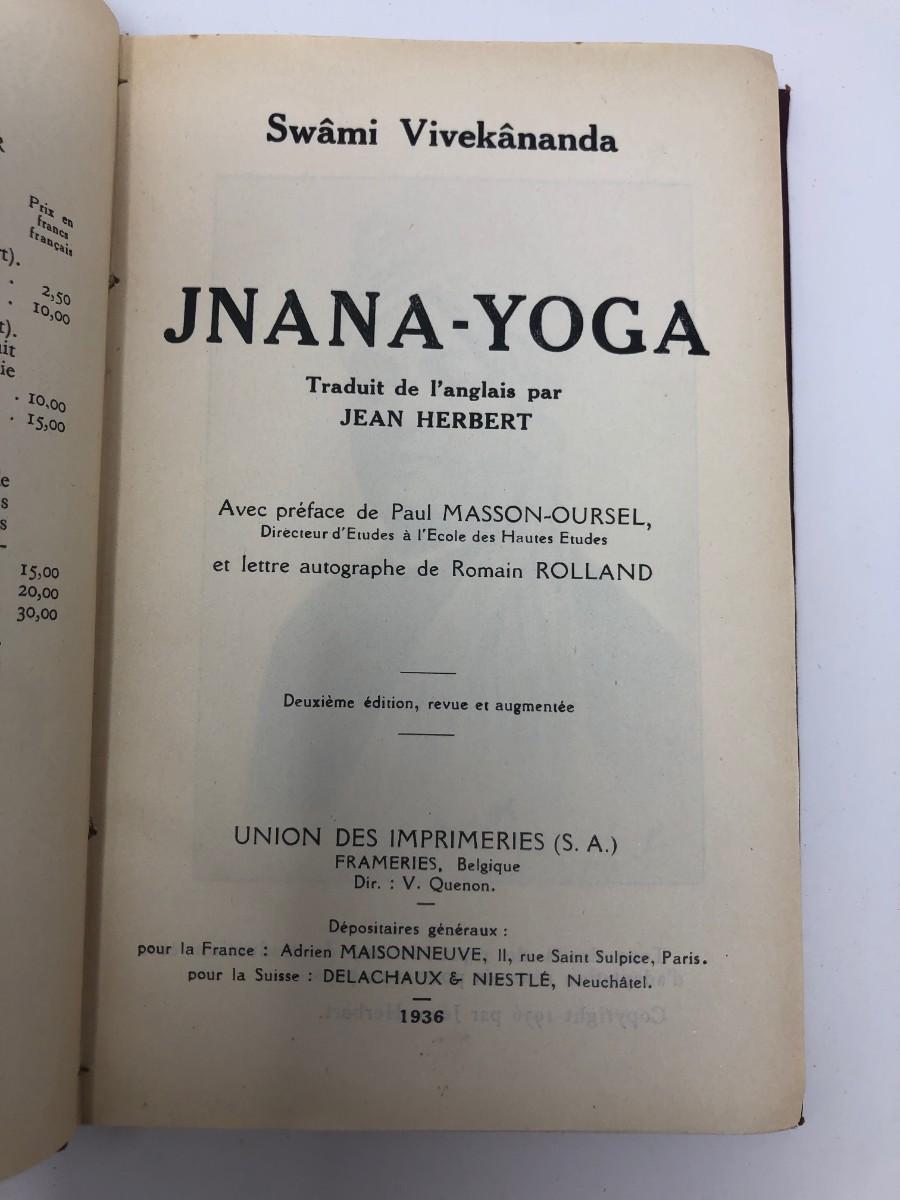 R
Prix en
francs
français
t).
. 2,50
. 10,00
t).
it
ie
. 10,00
. 15,00
e
s
s
15,00
20,00
30,00
Swâmi Vivekânanda
JNANA-YOGA
Traduit de l'anglais par
JEAN HERBERT
Avec préface de Paul MASSON-OURSEL,
Directeur d'Etudes à l'Ecole des Hautes Etudes
et lettre autographe de Romain ROLLAND
Deuxième édition, revue et augmentée
UNION DES IMPRIMERIES (S. A.)
FRAMERIES, Belgique
Dir. : V. Quenon.
Dépositaires généraux :
pour la France : Adrien MAISONNEUVE, II, rue Saint Sulpice, Paris.
pour la Suisse : DELACHAUX & NIESTLÉ, Neuchâtel.
1936